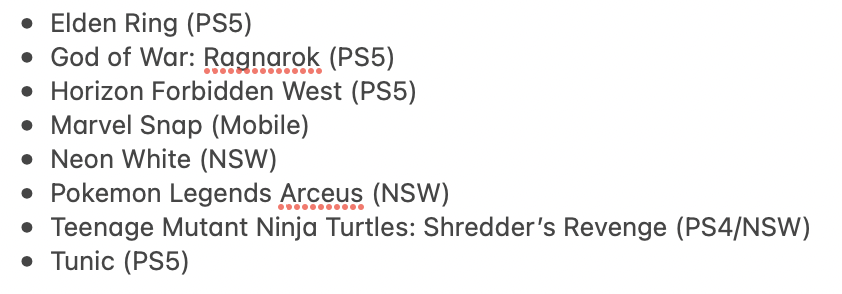 • Elden Ring (PS5)
• God of War: Ragnarok (PS5)
• Horizon Forbidden West (PS5)
• Marvel Snap (Mobile)
• Neon White (NSW)
• Pokemon Legends Arceus (NSW)
• Teenage Mutant Ninja Turtles: Shredder’s Revenge (PS4/NSW)
• Tunic (PS5)